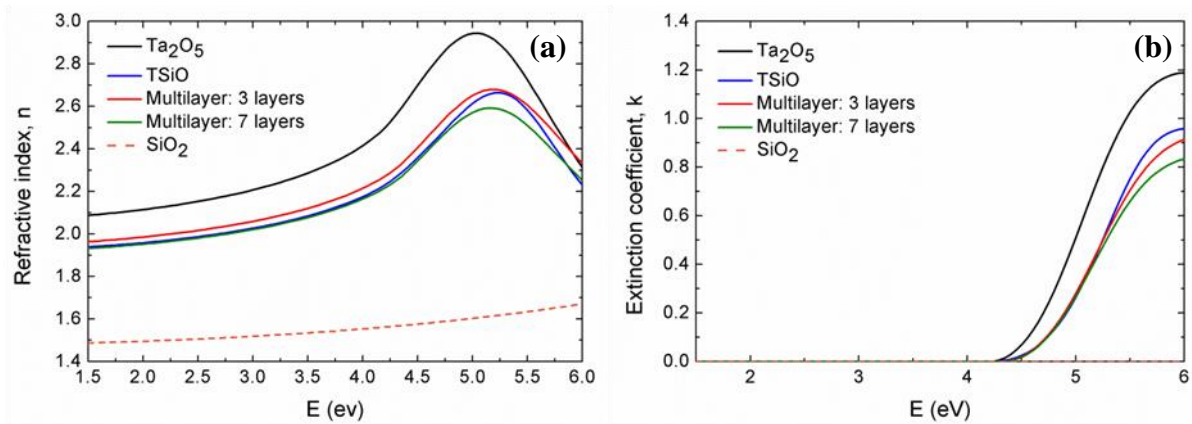 (a)
Ta₂O₅
TSiO
Multilayer: 3 layers
Multilayer: 7 layers
SiO₂
3.0
2.8
2.6
2.4
2.2
2.0
1.8
1.6
1.4
Refractive index, n
1.5 2.0 2.5 3.0 3.5 4.0 4.5 5.0 5.5 6.0
E (ev)
(b)
Ta₂O₅
TSiO
Multilayer: 3 layers
Multilayer: 7 layers
SiO₂
1.4
1.2
1.0
0.8
0.6
0.4
0.2
0.0
Extinction coefficient, k
2 3 4 5 6
E (eV)